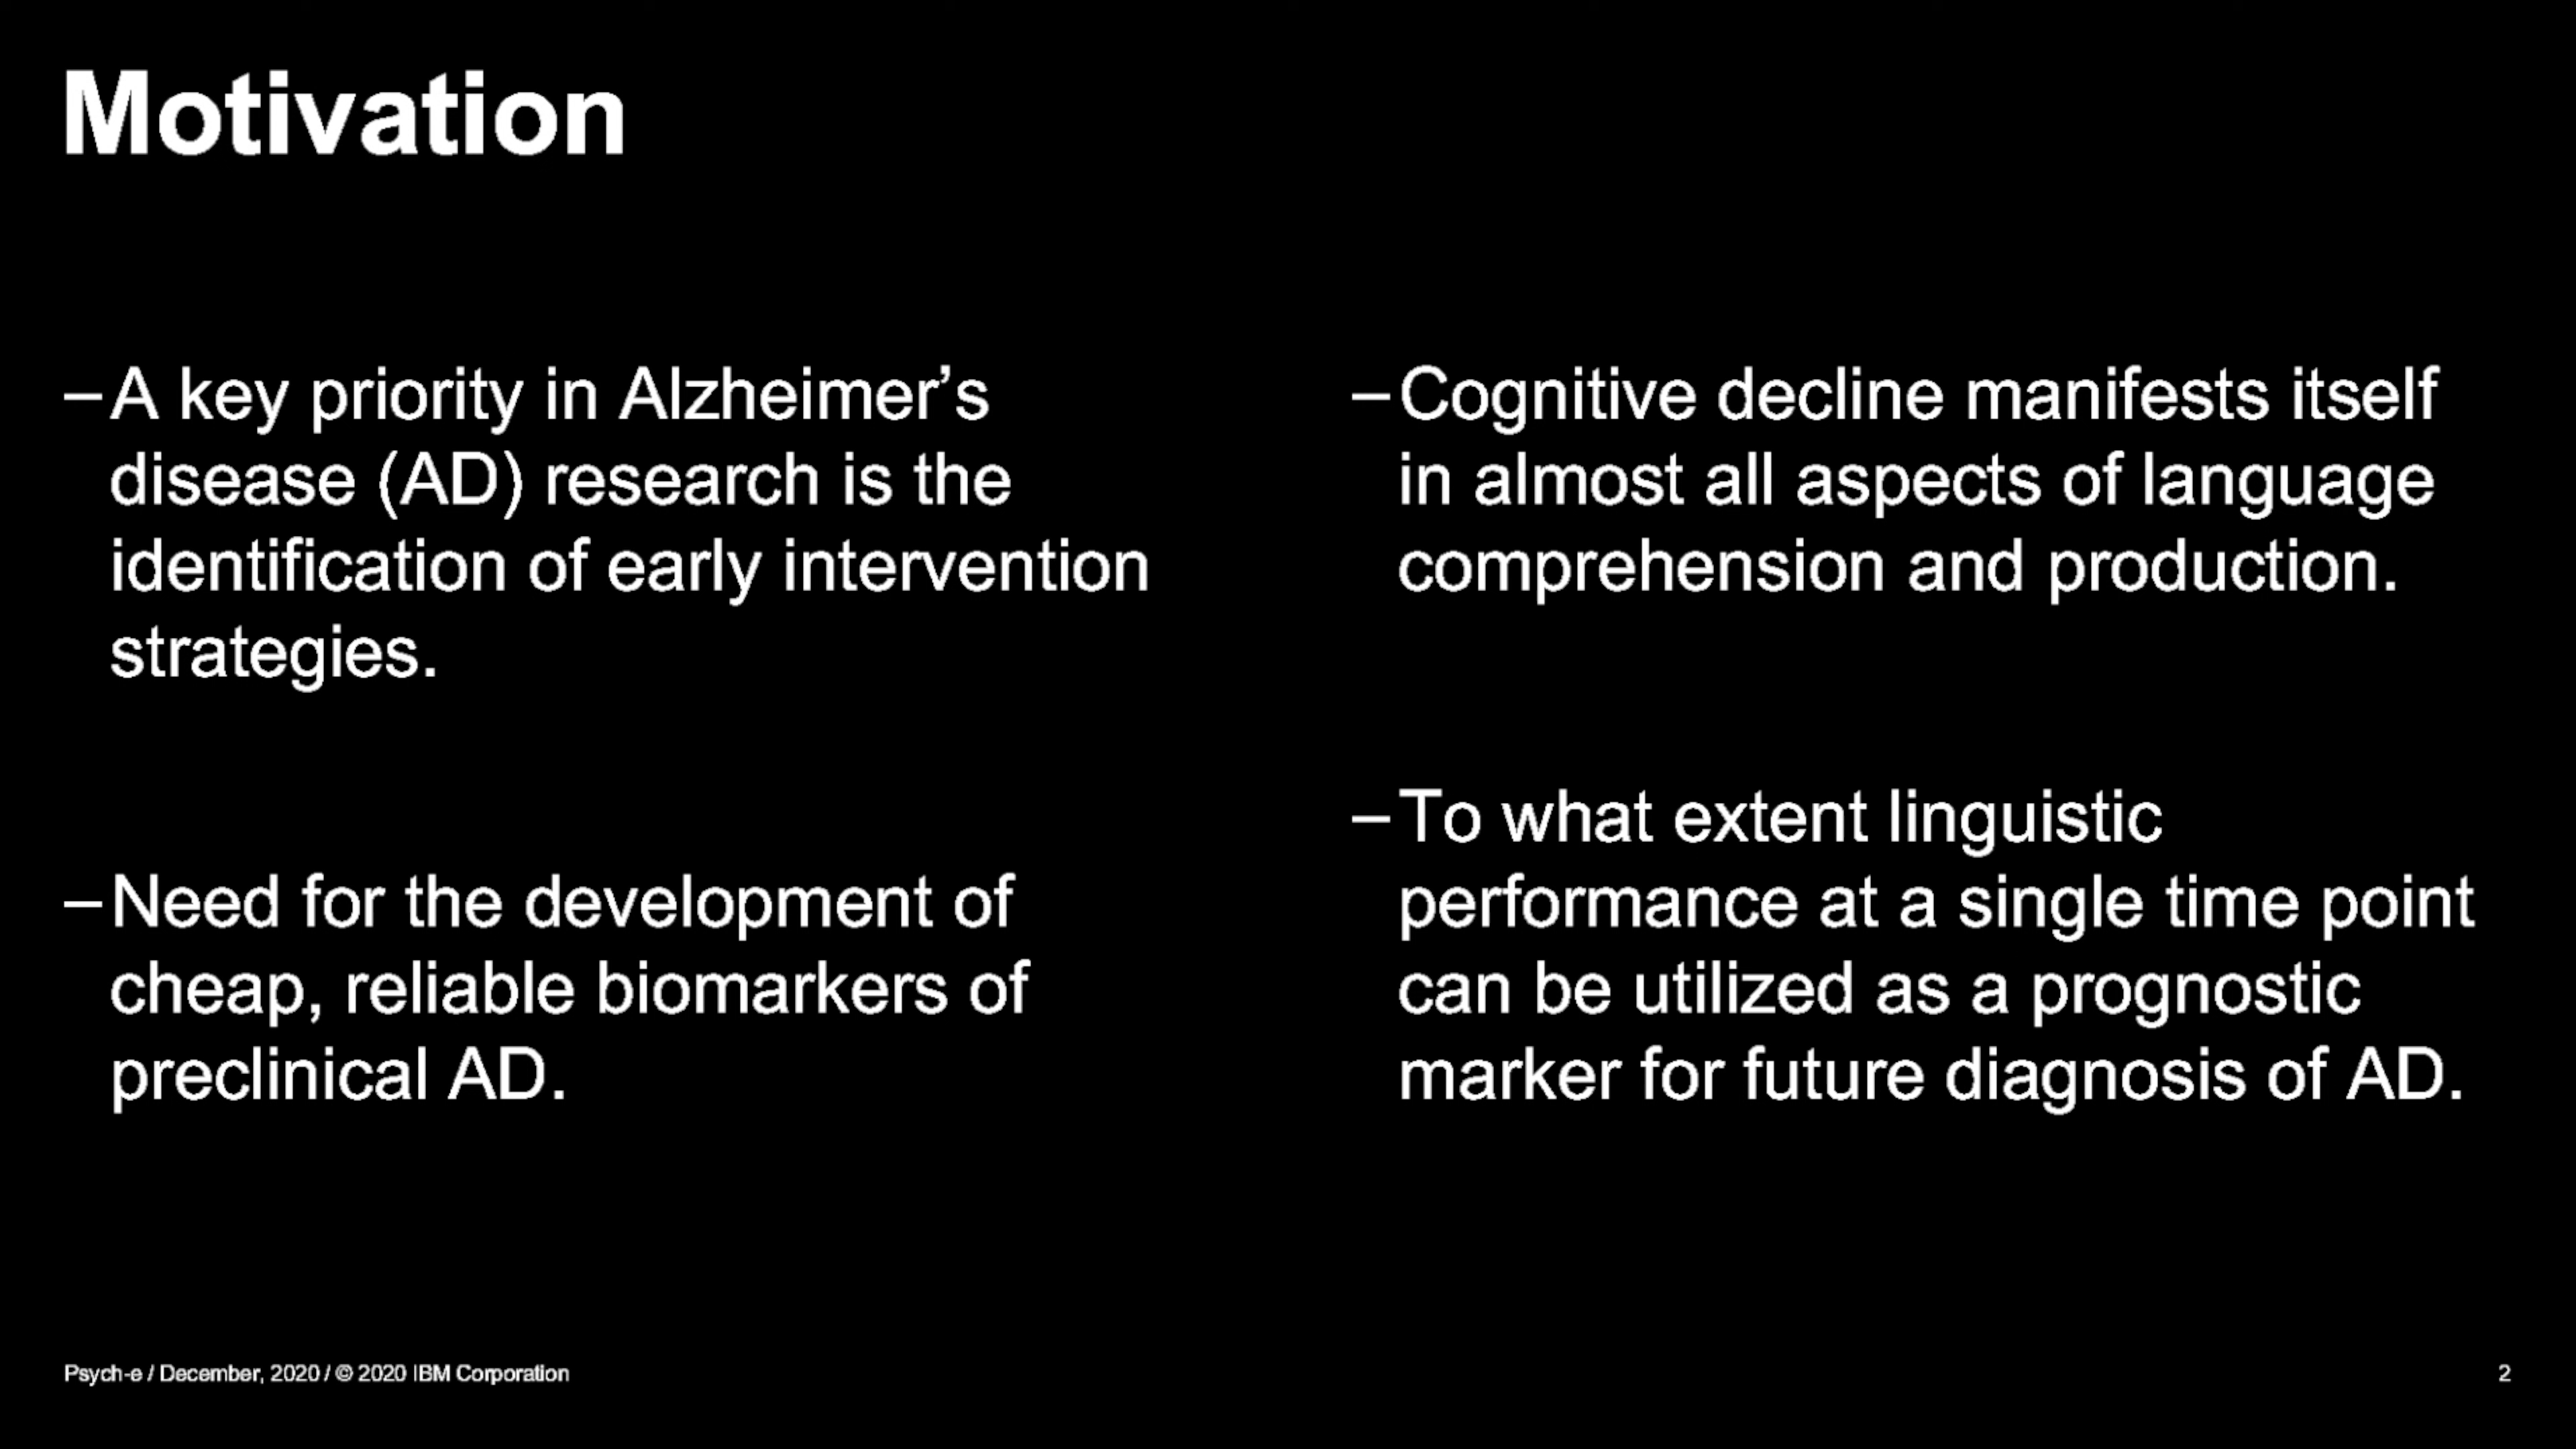 Motivation
–A key priority in Alzheimer’s
disease (AD) research is the
identification of early intervention
strategies.
–Need for the development of
cheap, reliable biomarkers of
preclinical AD.
–Cognitive decline manifests itself
in almost all aspects of language
comprehension and production.
–To what extent linguistic
performance at a single time point
can be utilized as a prognostic
marker for future diagnosis of AD.
Psych-e / December, 2020 / © 2020 IBM Corporation
2